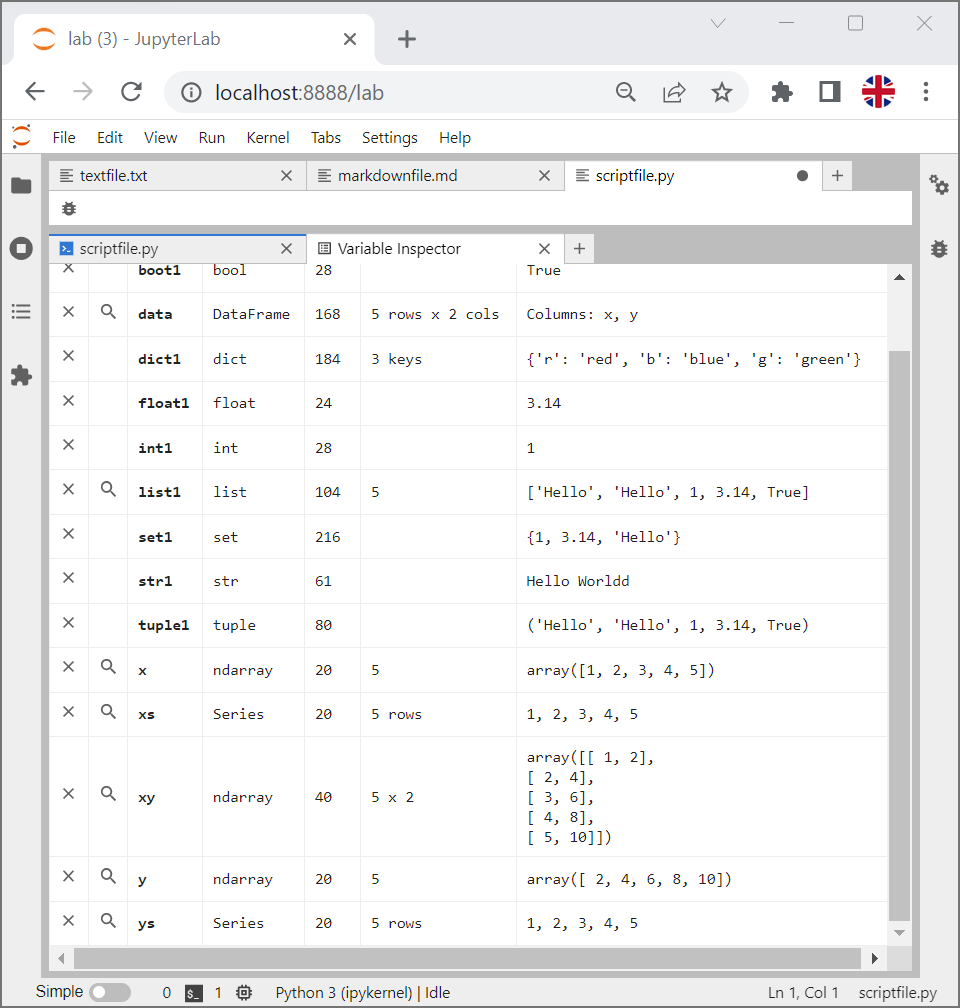 lab (3) - JupyterLab
localhost:8888/lab
File Edit View Run Kernel Tabs Settings Help
textfile.txt markdownfile.md scriptfile.py
scriptfile.py Variable Inspector
boot1 bool 28 True
data DataFrame 168 5 rows x 2 cols Columns: x, y
dict1 dict 184 3 keys {'r': 'red', 'b': 'blue', 'g': 'green'}
float1 float 24 3.14
int1 int 28 1
list1 list 104 5 ['Hello', 'Hello', 1, 3.14, True]
set1 set 216 {1, 3.14, 'Hello'}
str1 str 61 Hello Worldd
tuple1 tuple 80 ('Hello', 'Hello', 1, 3.14, True)
x ndarray 20 5 array([1, 2, 3, 4, 5])
xs Series 20 5 rows 1, 2, 3, 4, 5
xy ndarray 40 5 x 2 array([[ 1, 2],
[ 2, 4],
[ 3, 6],
[ 4, 8],
[ 5, 10]])
y ndarray 20 5 array([ 2, 4, 6, 8, 10])
ys Series 20 5 rows 1, 2, 3, 4, 5
Simple 0 $_ 1 Python 3 (ipykernel) | Idle Ln 1, Col 1 scriptfile.py